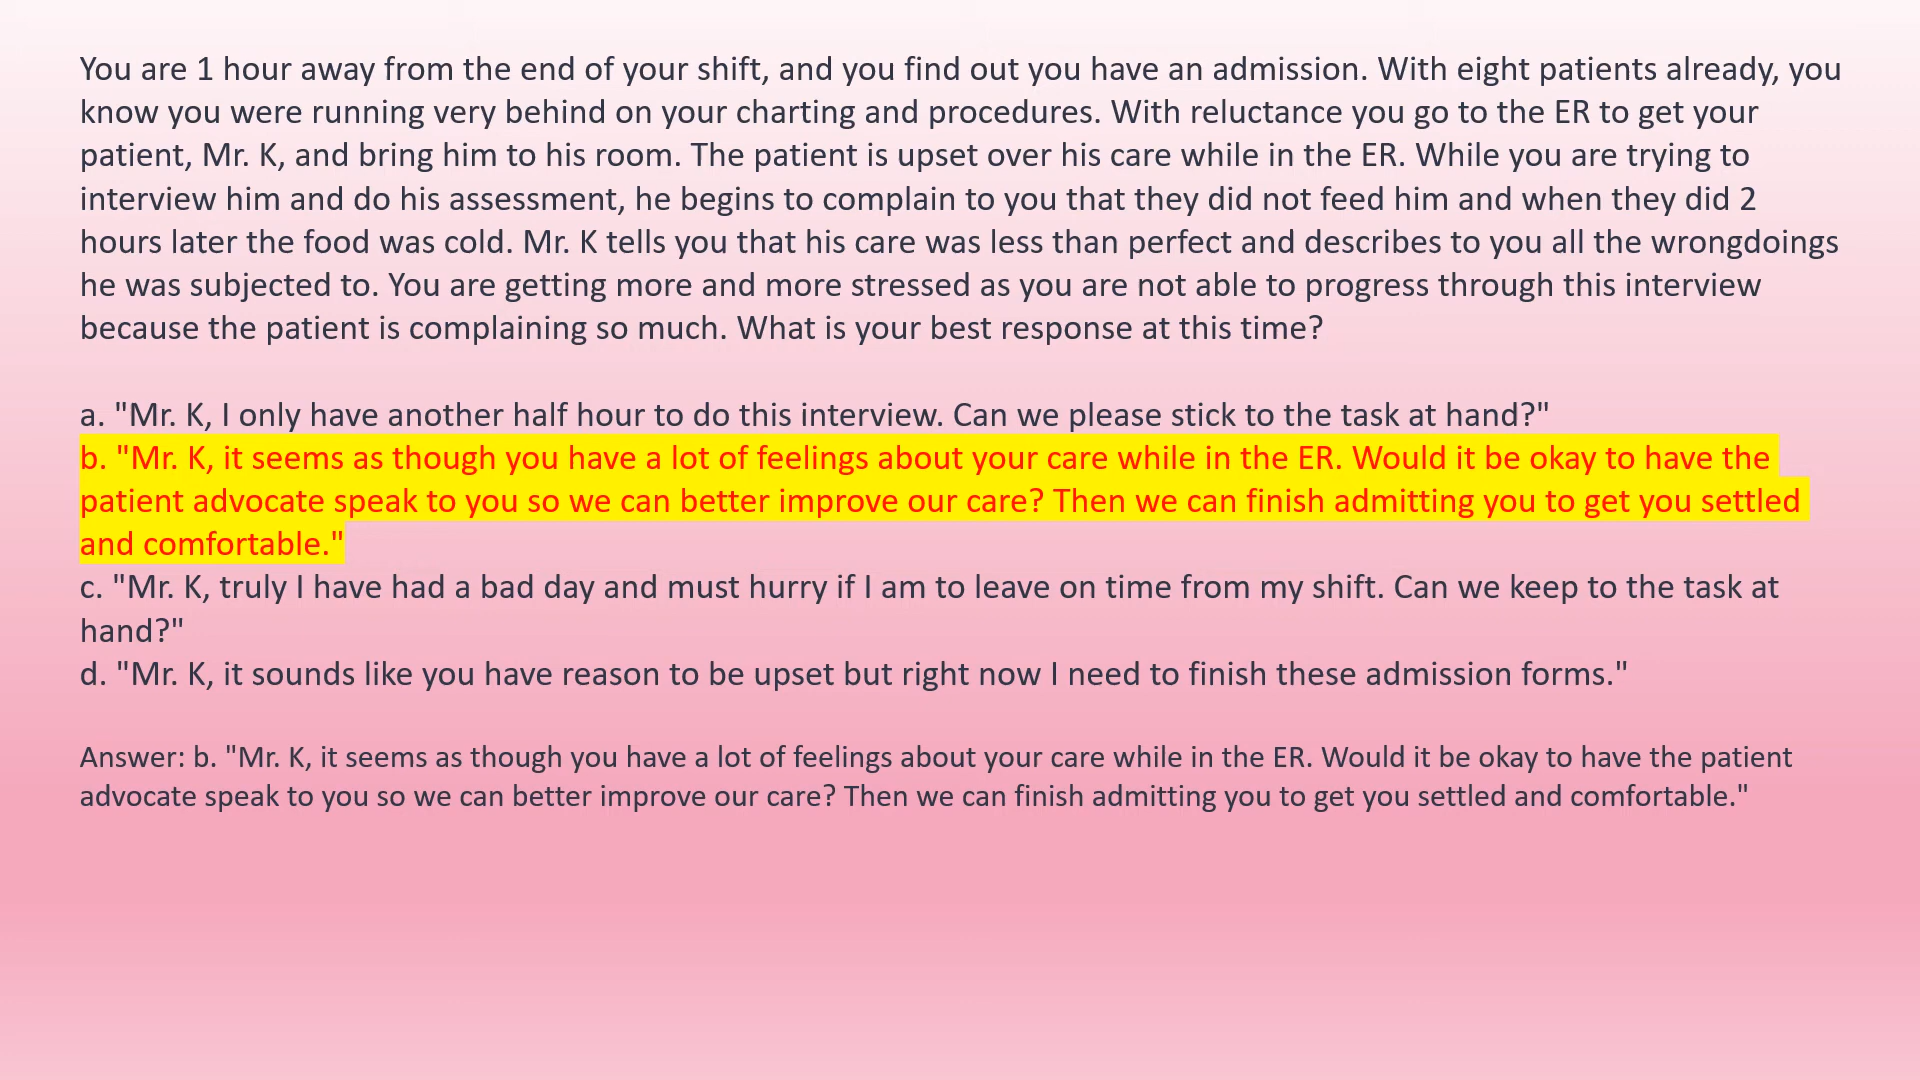 You are 1 hour away from the end of your shift, and you find out you have an admission. With eight patients already, you
know you were running very behind on your charting and procedures. With reluctance you go to the ER to get your
patient, Mr. K, and bring him to his room. The patient is upset over his care while in the ER. While you are trying to
interview him and do his assessment, he begins to complain to you that they did not feed him and when they did 2
hours later the food was cold. Mr. K tells you that his care was less than perfect and describes to you all the wrongdoings
he was subjected to. You are getting more and more stressed as you are not able to progress through this interview
because the patient is complaining so much. What is your best response at this time?
a. "Mr. K, I only have another half hour to do this interview. Can we please stick to the task at hand?"
b. "Mr. K, it seems as though you have a lot of feelings about your care while in the ER. Would it be okay to have the
patient advocate speak to you so we can better improve our care? Then we can finish admitting you to get you settled
and comfortable."
c. "Mr. K, truly I have had a bad day and must hurry if I am to leave on time from my shift. Can we keep to the task at
hand?"
d. "Mr. K, it sounds like you have reason to be upset but right now I need to finish these admission forms."
Answer: b. "Mr. K, it seems as though you have a lot of feelings about your care while in the ER. Would it be okay to have the patient
advocate speak to you so we can better improve our care? Then we can finish admitting you to get you settled and comfortable."